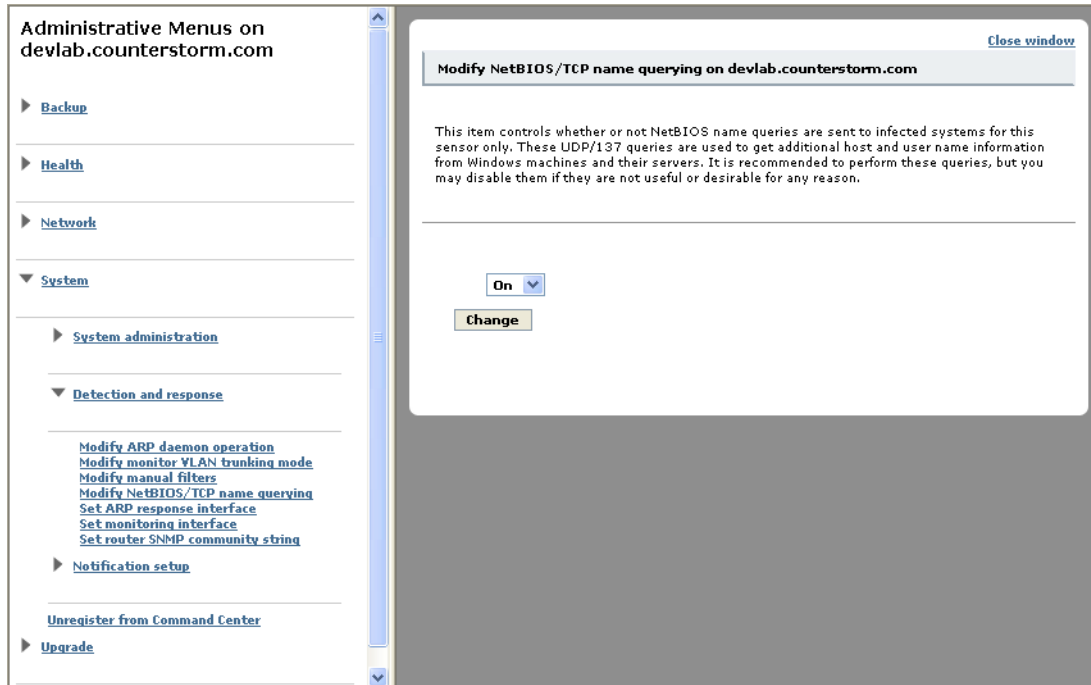 Administrative Menus on
devlab.counterstorm.com
Backup
Health
Network
System
System administration
Detection and response
Modify ARP daemon operation
Modify monitor VLAN trunking mode
Modify manual filters
Modify NetBIOS/TCP name querying
Set ARP response interface
Set monitoring interface
Set router SNMP community string
Notification setup
Unregister from Command Center
Upgrade
Close window
Modify NetBIOS/TCP name querying on devlab.counterstorm.com
This item controls whether or not NetBIOS name queries are sent to infected systems for this
sensor only. These UDP/137 queries are used to get additional host and user name information
from Windows machines and their servers. It is recommended to perform these queries, but you
may disable them if they are not useful or desirable for any reason.
On
Change